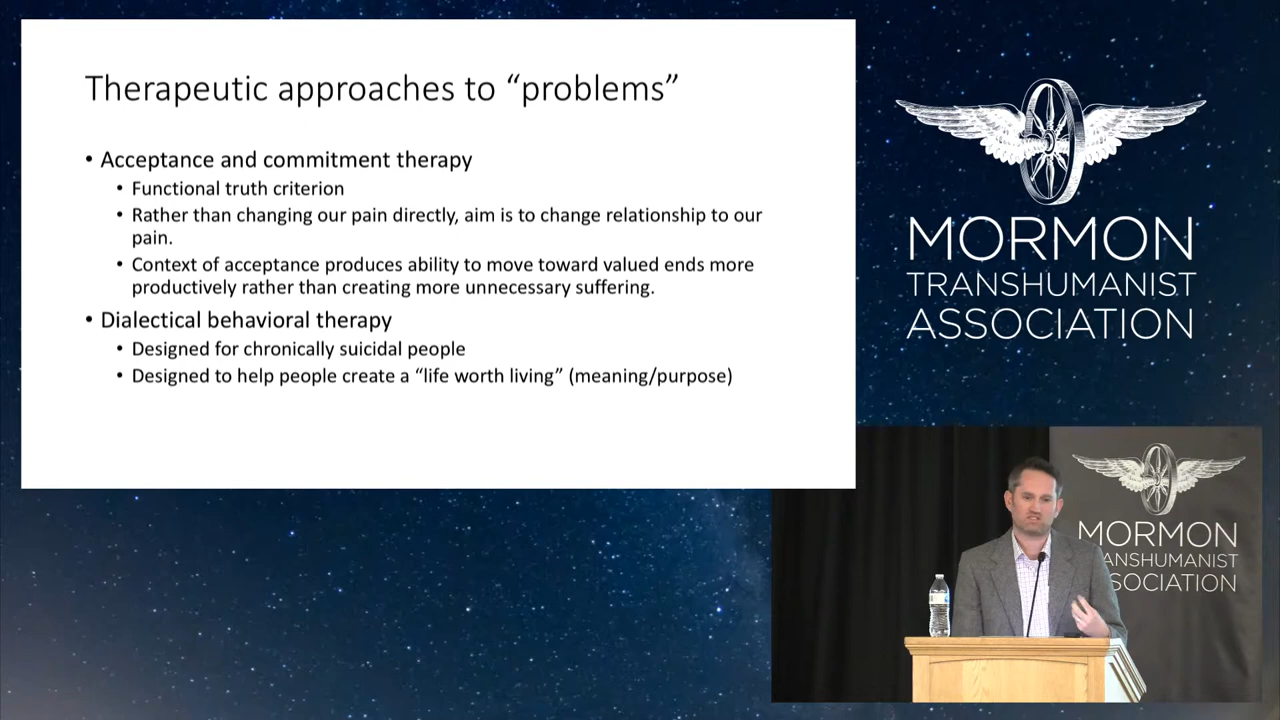 Therapeutic approaches to “problems”
• Acceptance and commitment therapy
• Functional truth criterion
• Rather than changing our pain directly, aim is to change relationship to our
pain.
• Context of acceptance produces ability to move toward valued ends more
productively rather than creating more unnecessary suffering.
• Dialectical behavioral therapy
• Designed for chronically suicidal people
• Designed to help people create a “life worth living” (meaning/purpose)
MORMON
TRANSHUMANIST
ASSOCIATION
MORMON
ANSHUMANIST
SOCIATION